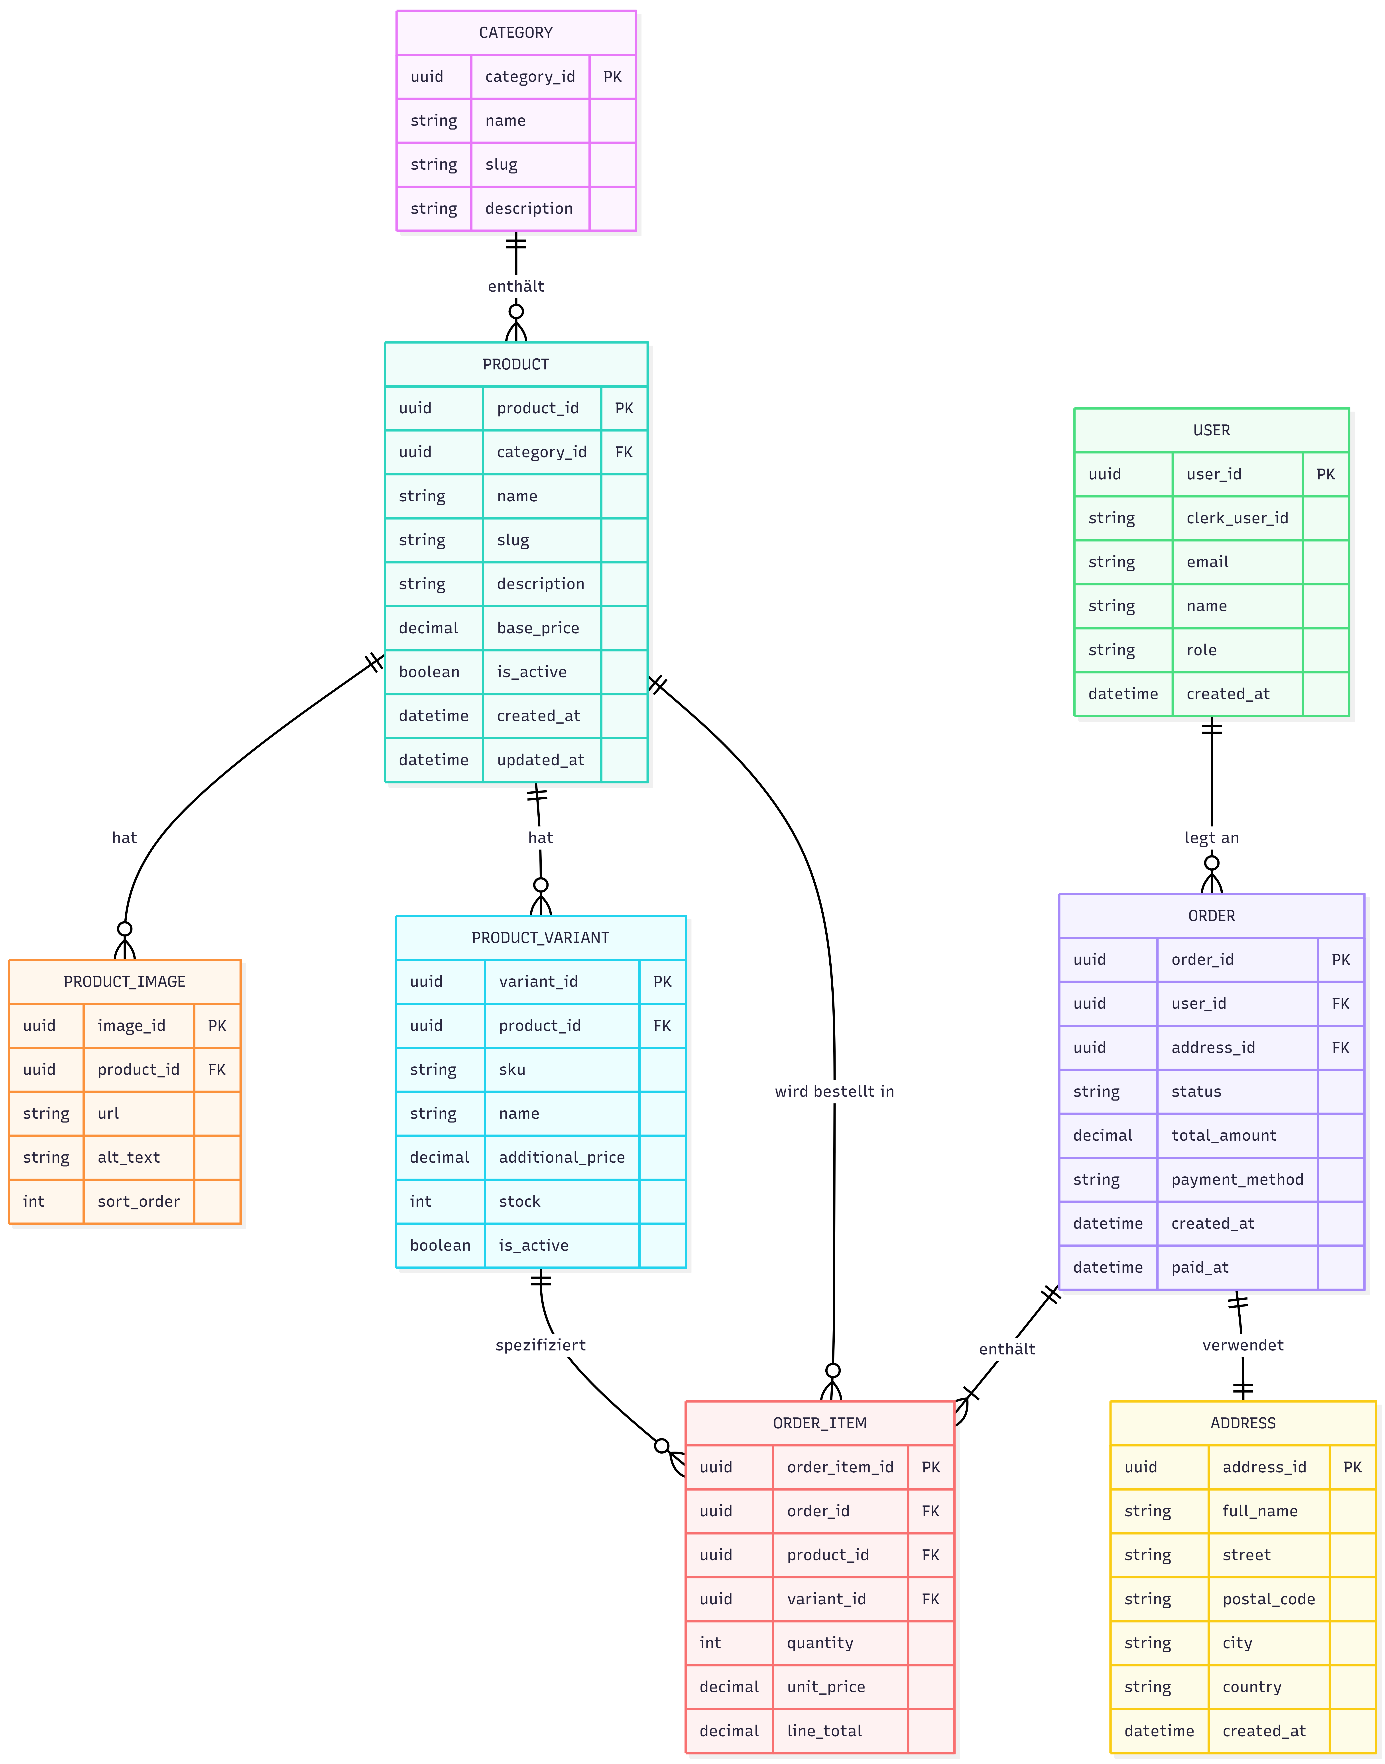 CATEGORY
uuid category_id PK
string name
string slug
string description
enthält
PRODUCT
uuid product_id PK
uuid category_id FK
string name
string slug
string description
decimal base_price
boolean is_active
datetime created_at
datetime updated_at
USER
uuid user_id PK
string clerk_user_id
string email
string name
string role
datetime created_at
hat
hat
legt an
PRODUCT_IMAGE
uuid image_id PK
uuid product_id FK
string url
string alt_text
int sort_order
PRODUCT_VARIANT
uuid variant_id PK
uuid product_id FK
string sku
string name
decimal additional_price
int stock
boolean is_active
wird bestellt in
ORDER
uuid order_id PK
uuid user_id FK
uuid address_id FK
string status
decimal total_amount
string payment_method
datetime created_at
datetime paid_at
spezifiziert
enthält
verwendet
ORDER_ITEM
uuid order_item_id PK
uuid order_id FK
uuid product_id FK
uuid variant_id FK
int quantity
decimal unit_price
decimal line_total
ADDRESS
uuid address_id PK
string full_name
string street
string postal_code
string city
string country
datetime created_at